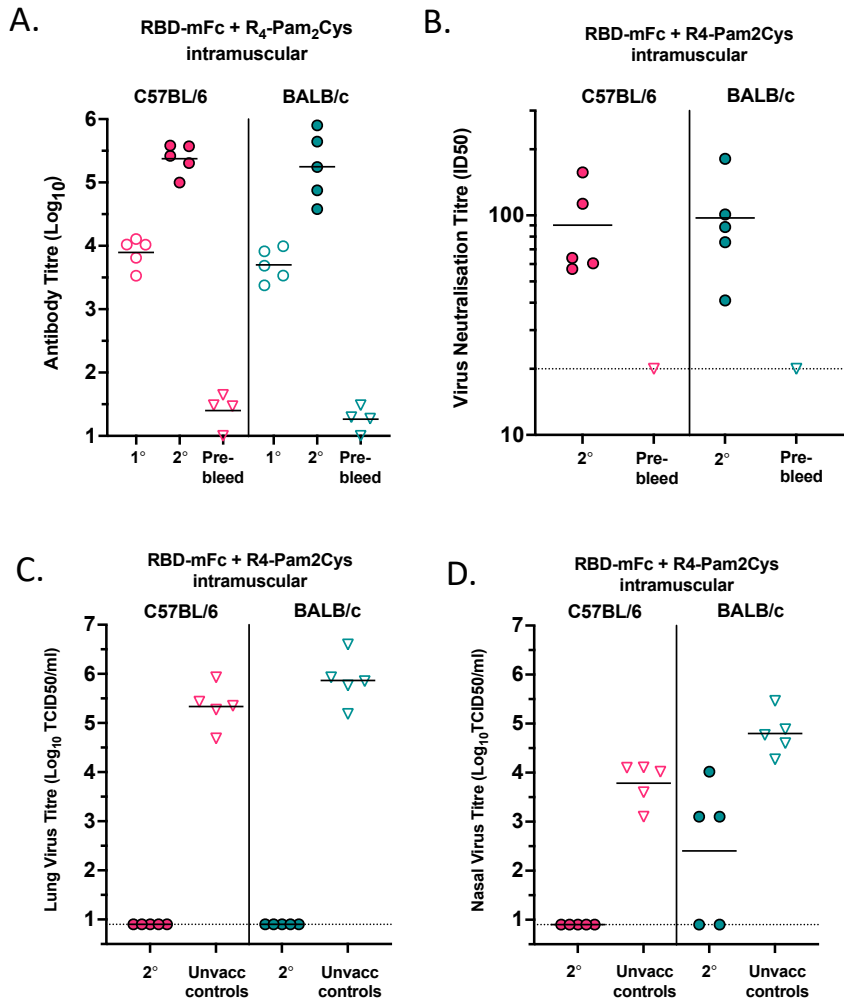 A.
RBD-mFc + R₄-Pam₂Cys
intramuscular
C57BL/6 BALB/c
Antibody Titre (Log₁₀)
6
5
4
3
2
1
1° 2° Pre- 1° 2° Pre-
bleed bleed
B.
RBD-mFc + R4-Pam2Cys
intramuscular
C57BL/6 BALB/c
Virus Neutralisation Titre (ID50)
100
10
2° Pre- 2° Pre-
bleed bleed
C.
RBD-mFc + R4-Pam2Cys
intramuscular
C57BL/6 BALB/c
Lung Virus Titre (Log₁₀ TCID50/ml)
7
6
5
4
3
2
1
2° Unvacc 2° Unvacc
controls controls
D.
RBD-mFc + R4-Pam2Cys
intramuscular
C57BL/6 BALB/c
Nasal Virus Titre (Log₁₀TCID50/ml)
7
6
5
4
3
2
1
2° Unvacc 2° Unvacc
controls controls